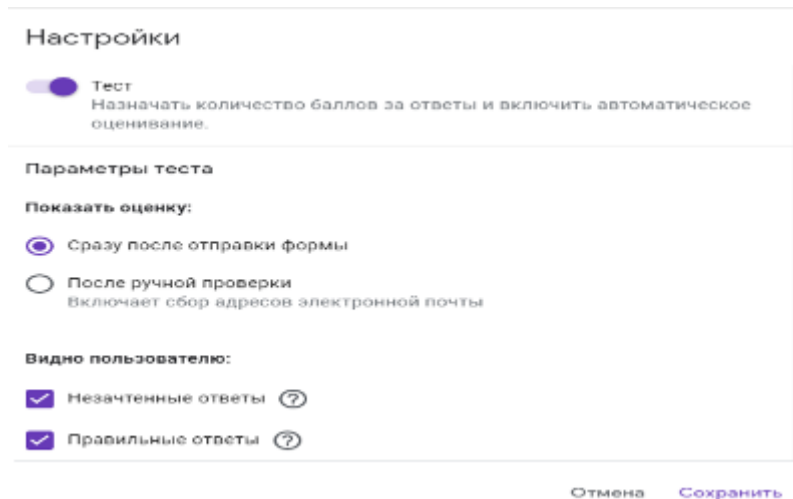 Настройки
Тест
Назначать количество баллов за ответы и включить автоматическое
оценивание.
Параметры теста
Показать оценку:
Сразу после отправки формы
После ручной проверки
Включает сбор адресов электронной почты
Видно пользователю:
Незачтенные ответы
Правильные ответы
Отмена Сохранить